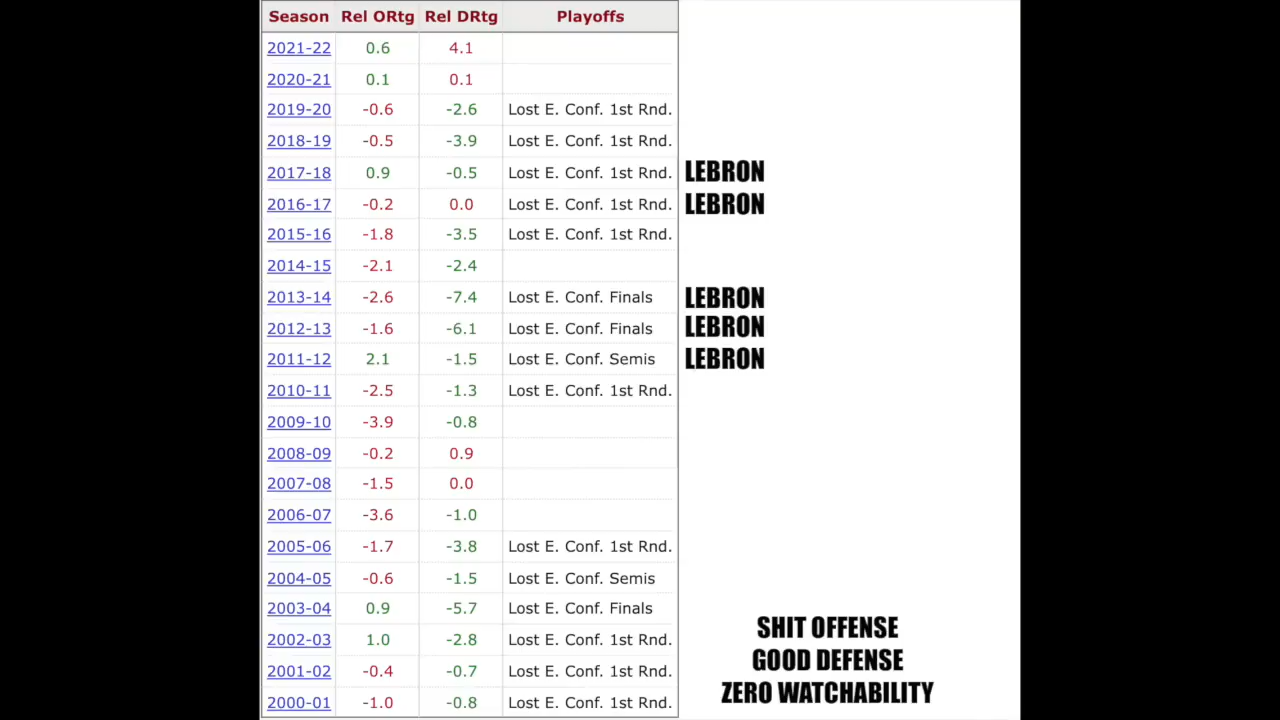 Season Rel ORtg Rel DRtg Playoffs
2021-22 0.6 4.1
2020-21 0.1 0.1
2019-20 -0.6 -2.6 Lost E. Conf. 1st Rnd.
2018-19 -0.5 -3.9 Lost E. Conf. 1st Rnd.
2017-18 0.9 -0.5 Lost E. Conf. 1st Rnd. LEBRON
2016-17 -0.2 0.0 Lost E. Conf. 1st Rnd. LEBRON
2015-16 -1.8 -3.5 Lost E. Conf. 1st Rnd.
2014-15 -2.1 -2.4
2013-14 -2.6 -7.4 Lost E. Conf. Finals LEBRON
2012-13 -1.6 -6.1 Lost E. Conf. Finals LEBRON
2011-12 2.1 -1.5 Lost E. Conf. Semis LEBRON
2010-11 -2.5 -1.3 Lost E. Conf. 1st Rnd.
2009-10 -3.9 -0.8
2008-09 -0.2 0.9
2007-08 -1.5 0.0
2006-07 -3.6 -1.0
2005-06 -1.7 -3.8 Lost E. Conf. 1st Rnd.
2004-05 -0.6 -1.5 Lost E. Conf. Semis
2003-04 0.9 -5.7 Lost E. Conf. Finals
2002-03 1.0 -2.8 Lost E. Conf. 1st Rnd.
2001-02 -0.4 -0.7 Lost E. Conf. 1st Rnd.
2000-01 -1.0 -0.8 Lost E. Conf. 1st Rnd.
SHIT OFFENSE
GOOD DEFENSE
ZERO WATCHABILITY